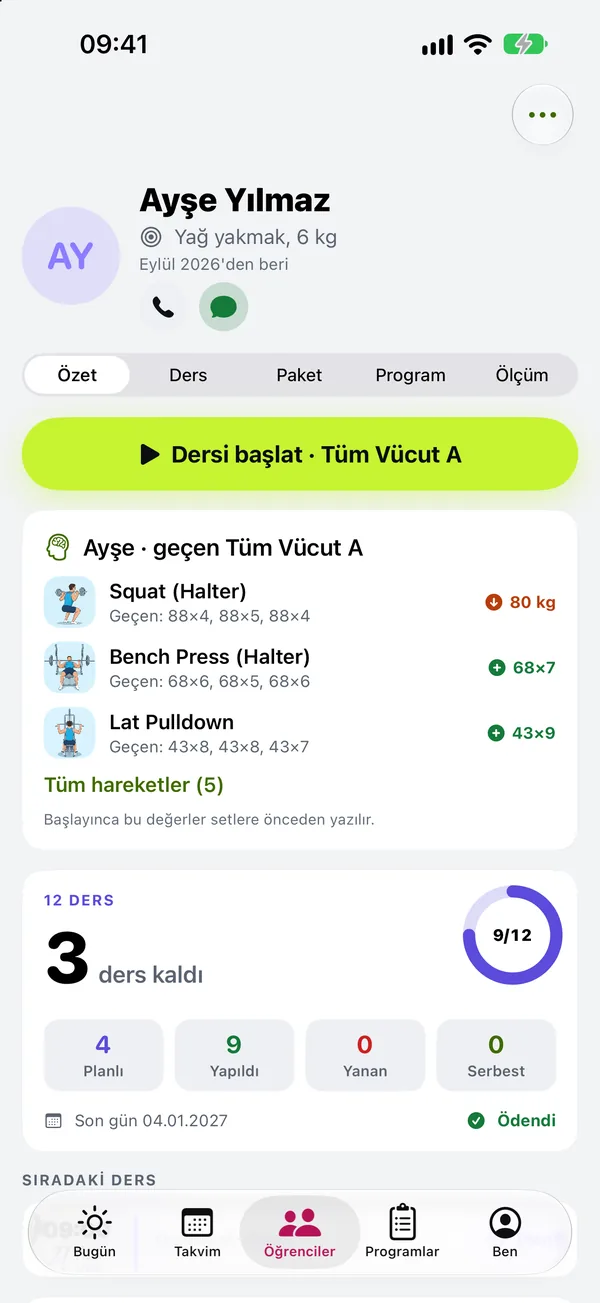 09:41
Ayşe Yılmaz
AY
Yağ yakmak, 6 kg
Eylül 2026'den beri
Özet
Ders
Paket
Program
Ölçüm
Dersi başlat · Tüm Vücut A
Ayşe · geçen Tüm Vücut A
Squat (Halter)
Geçen: 88×4, 88×5, 88×4
80 kg
Bench Press (Halter)
Geçen: 68×6, 68×5, 68×6
68×7
Lat Pulldown
Geçen: 43×8, 43×8, 43×7
43×9
Tüm hareketler (5)
Başlayınca bu değerler setlere önceden yazılır.
12 DERS
9/12
3 ders kaldı
4
Planlı
9
Yapıldı
0
Yanan
0
Serbest
Son gün 04.01.2027
Ödendi
SIRADAKİ DERS
Bugün
Takvim
Öğrenciler
Programlar
Ben